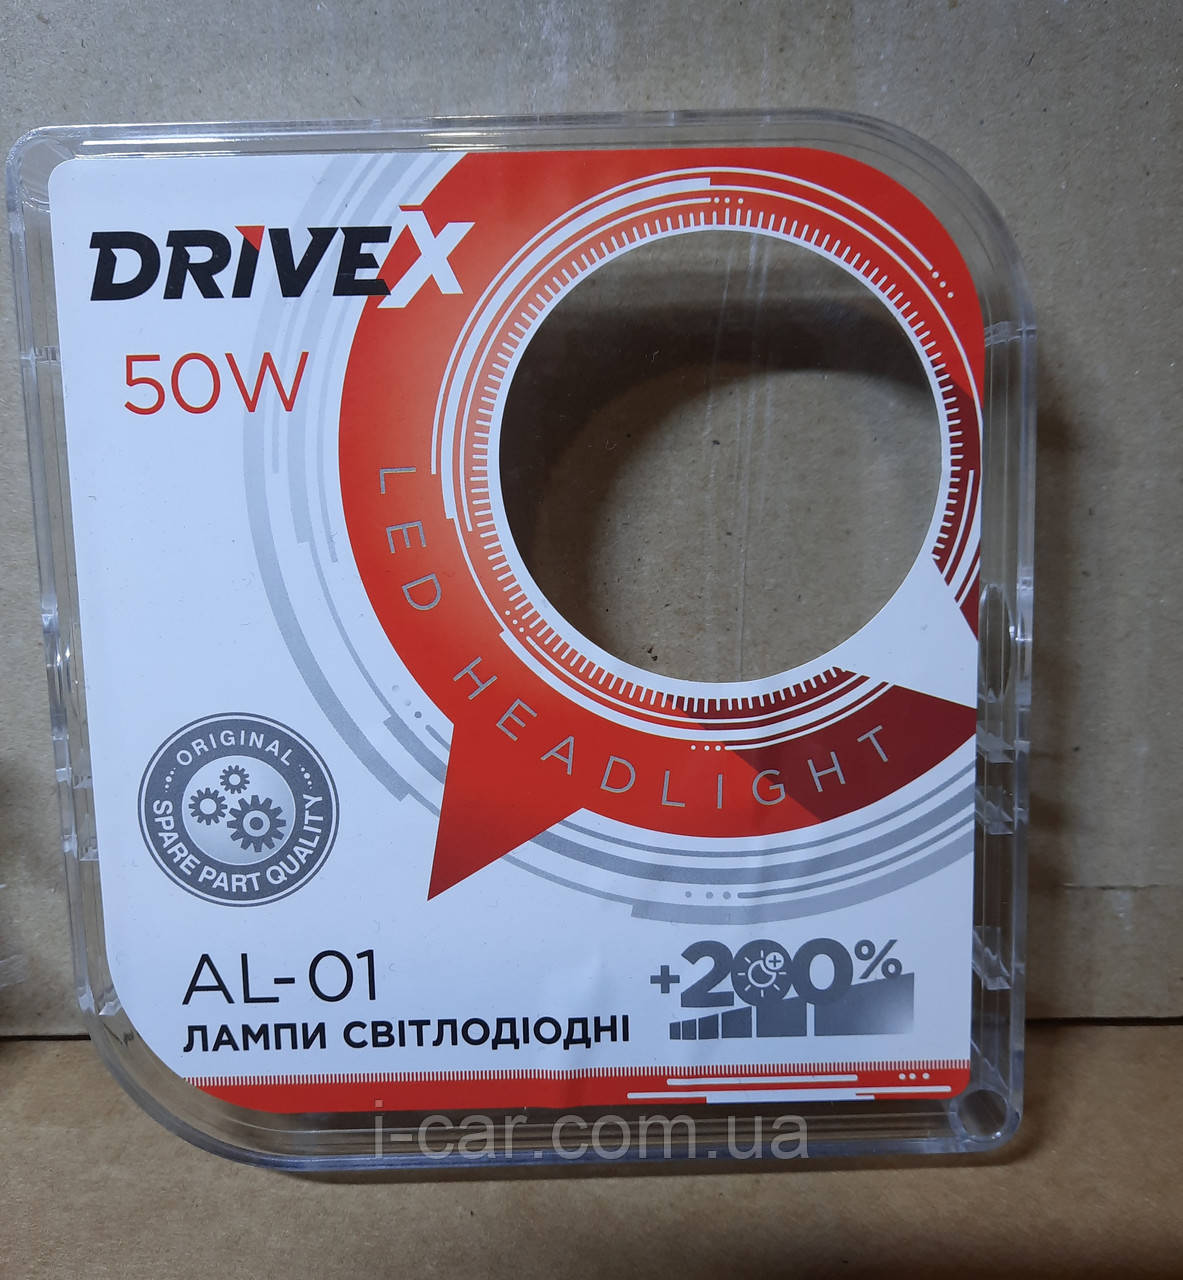 DRIVEX
50W
LED HEADLIGHT
ORIGINAL
SPARE PART QUALITY
AL-01
+200%
ЛАМПИ СВІТЛОДІОДНІ
i-car.com.ua